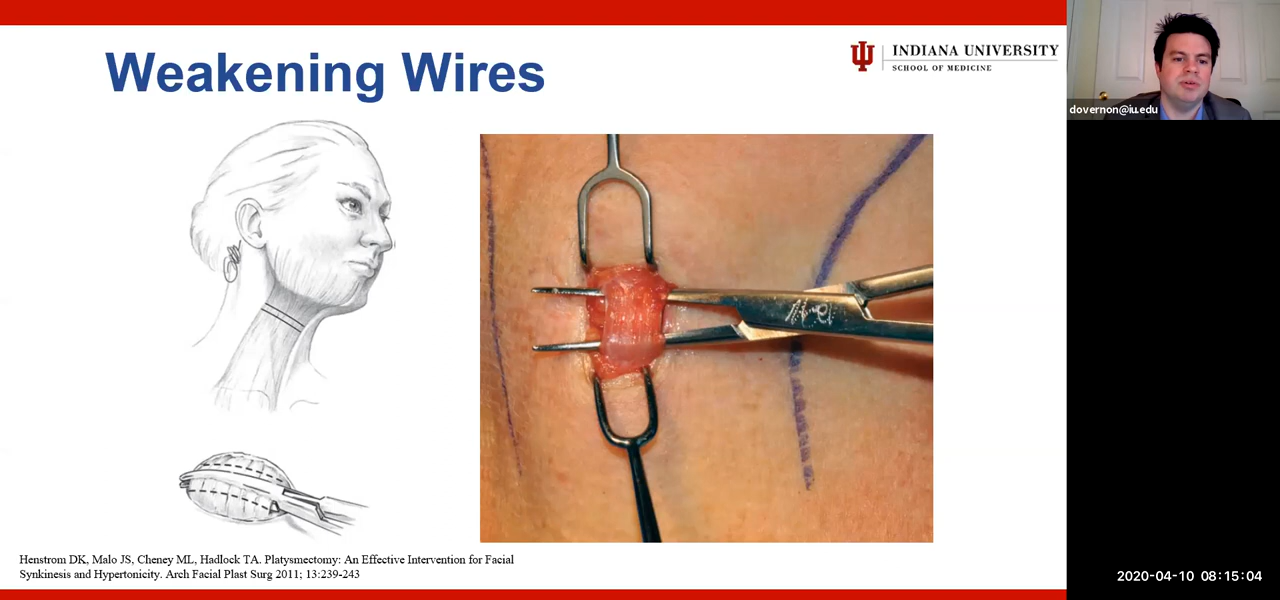 Weakening Wires
INDIANA UNIVERSITY
SCHOOL OF MEDICINE
dovernon@iu.edu
Henstrom DK, Malo JS, Cheney ML, Hadlock TA. Platysmectomy: An Effective Intervention for Facial
Synkinesis and Hypertonicity. Arch Facial Plast Surg 2011; 13:239-243
2020-04-10 08:15:04